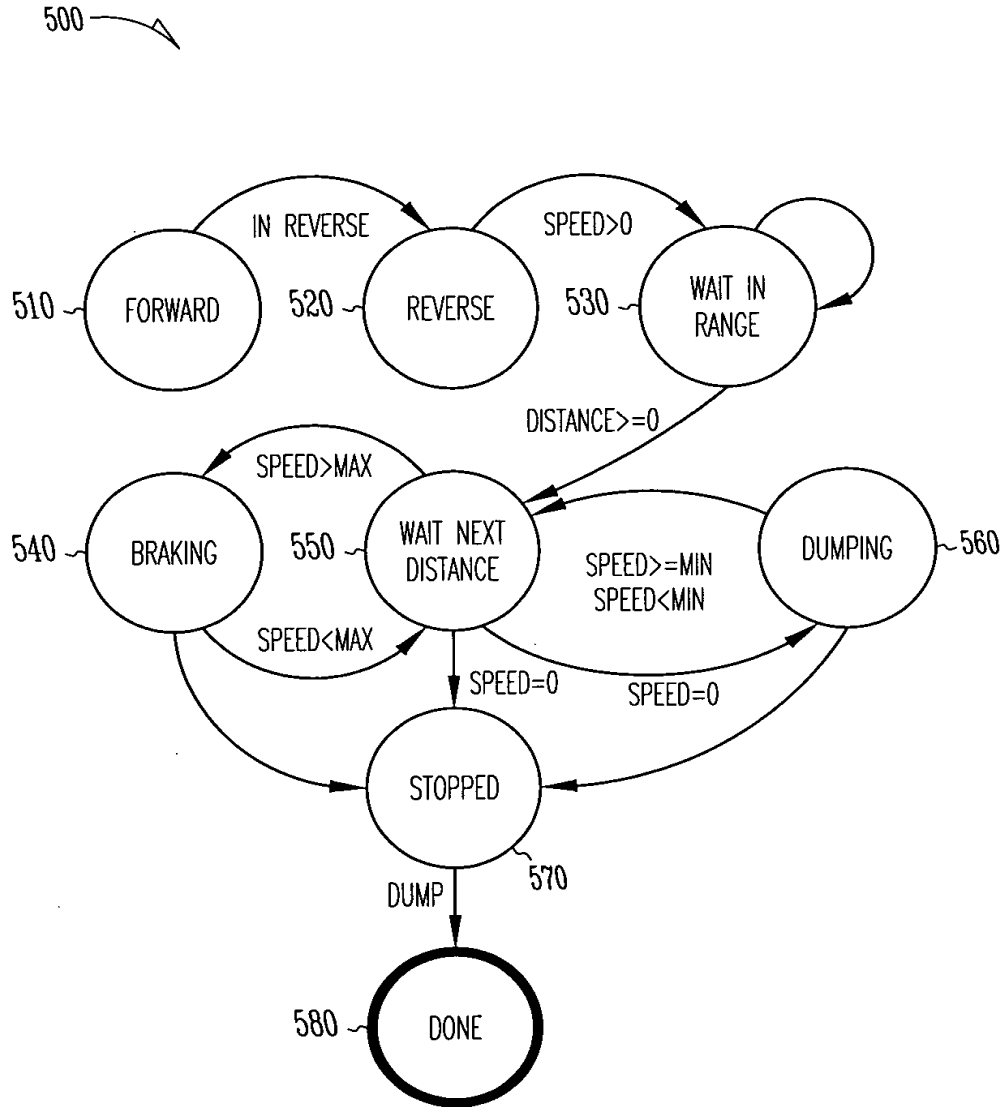 500
IN REVERSE
SPEED>0
510
FORWARD
520
REVERSE
530
WAIT IN
RANGE
DISTANCE>=0
SPEED>MAX
540
BRAKING
550
WAIT NEXT
DISTANCE
SPEED>=MIN
SPEED<MIN
DUMPING
560
SPEED<MAX
SPEED=0
SPEED=0
STOPPED
570
DUMP
580
DONE